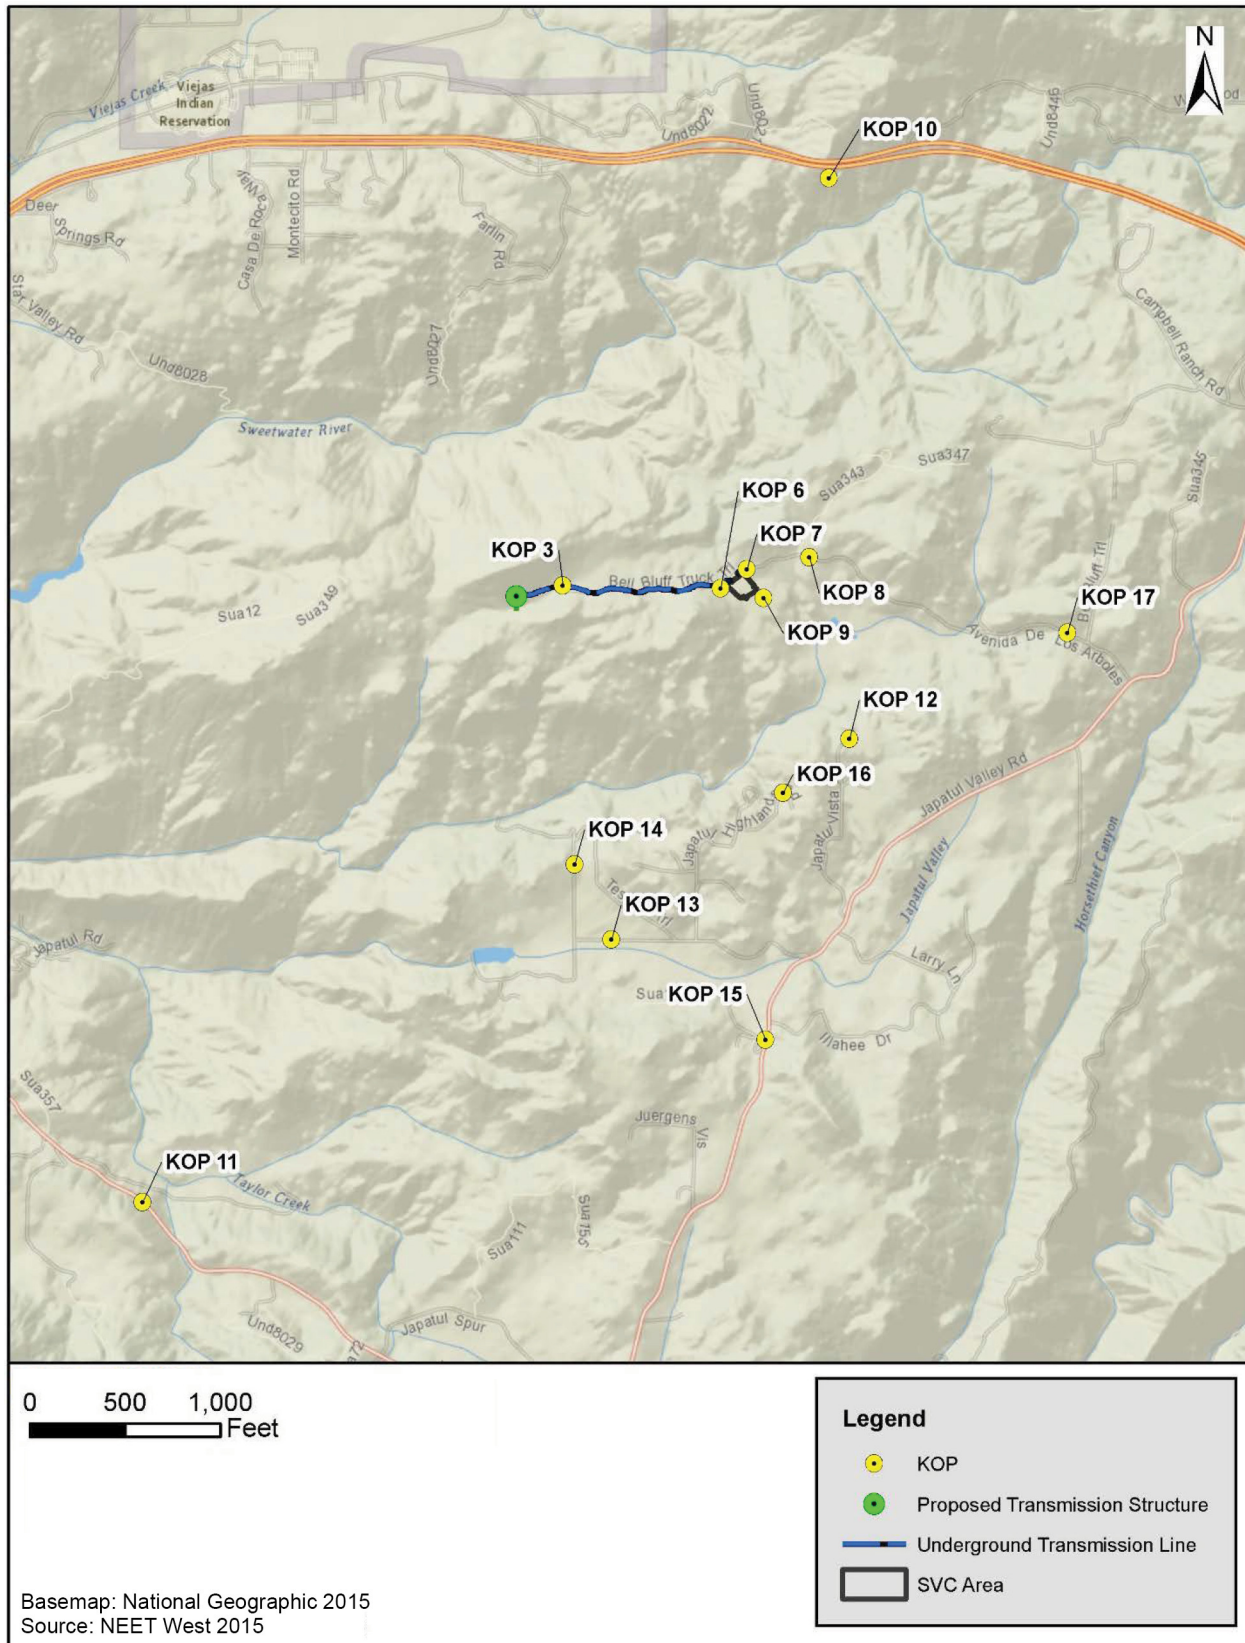 N
Viejas Creek
Viejas
Indian
Reservation
Und8022
Und802
Und8446
KOP 10
Deer
Springs Rd
Casa De Roca Way
Montecito Rd
Farlin
Rd
Star Valley Rd
Und8028
Und8027
Campbell Ranch Rd
Sweetwater River
Sua343
Sua347
Sua345
KOP 6
KOP 7
KOP 3
Bell Bluff Truck
KOP 8
Bluff Trl
KOP 17
Sua12
Sua349
KOP 9
Avenida De Los Arboles
KOP 12
KOP 16
Japatul Valley Rd
Japatul
Highland
Japatul Vista
KOP 14
Japatul Valley
Horsethief Canyon
KOP 13
Japatul Rd
Larry Ln
Sua
KOP 15
Illahee Dr
Sua357
Juergens
Vis
KOP 11
Taylor Creek
Sua111
Sua155
Und8029
Japatul Spur
a72
0 500 1,000
Feet
Legend
KOP
Proposed Transmission Structure
Underground Transmission Line
SVC Area
Basemap: National Geographic 2015
Source: NEET West 2015